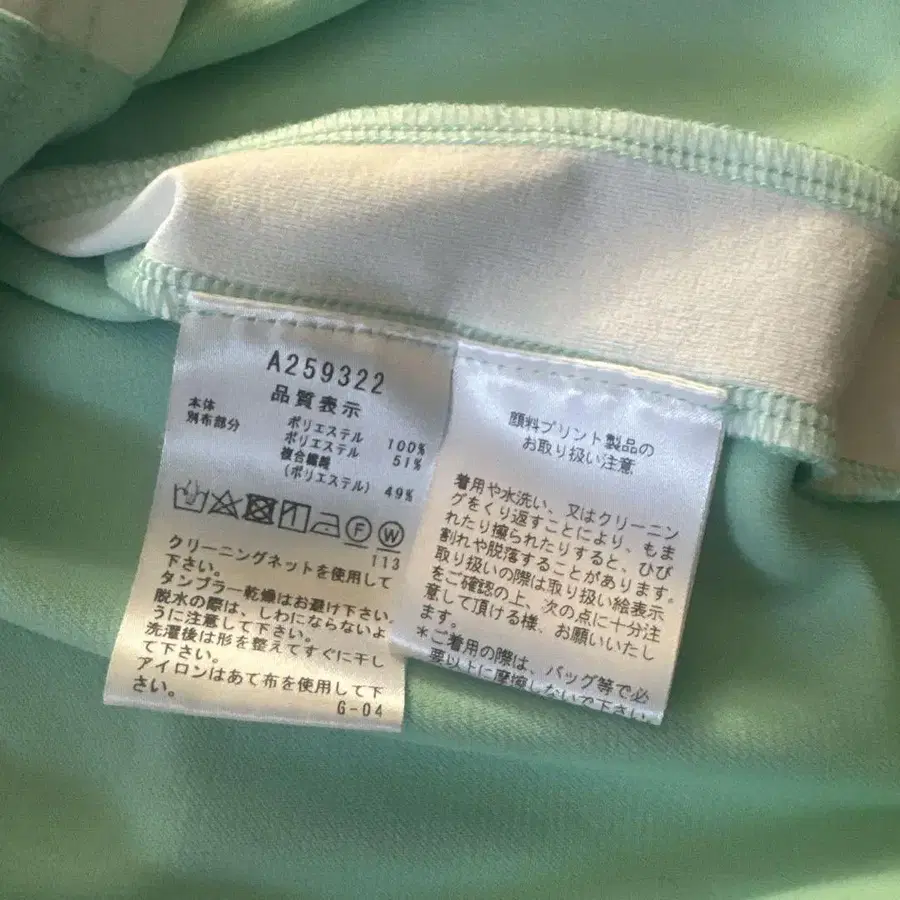 A259322
品質表示
本体 ポリエステル 100%
別布部分 ポリエステル 51%
複合繊維
(ポリエステル) 49%
F W
113
クリーニングネットを使用して
下さい。
タンブラー乾燥はお避け下さい。
脱水の際は、しわにならないよ
うに注意して下さい。
洗濯後は形を整えてすぐに干し
て下さい。
アイロンはあて布を使用して下
さい。
G-04
顔料プリント製品の
お取り扱い注意
着用や水洗い、又はクリーニン
グをくり返すことにより、もま
れたり擦られたりすると、ひび
割れや脱落することがあります。
取り扱いの際は取り扱い絵表示
をご確認の上、次の点に十分注
意して頂ける様、お願いいたし
ます。
*ご着用の際は、バッグ等で必
要以上に摩擦しないで下さい。